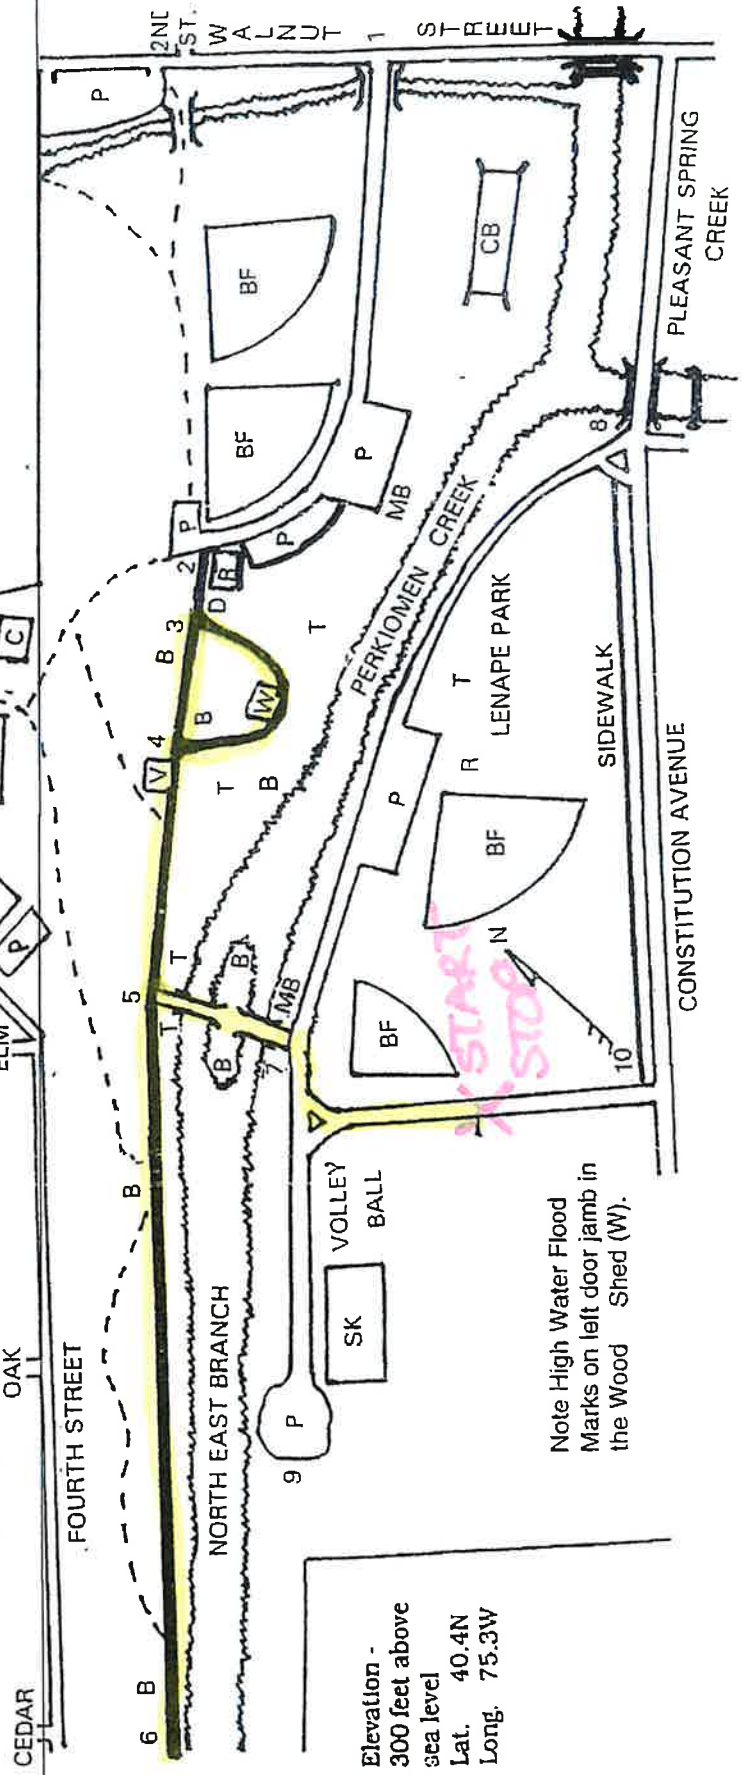 CEDAR
OAK
ELM
P
C
FOURTH STREET
P
2ND
ST.
WALNUT
1
STREET
6
B
B
5
V
4
B
3
2
P
B
D
R
W
P
BF
BF
P
MB
CB
T
T
T
B
T
NORTH EAST BRANCH
B
B
7
MB
PERKIOMEN CREEK
8
PLEASANT SPRING
CREEK
9
P
SK
VOLLEY
BALL
BF
BF
P
R
T
LENAPE PARK
START
STOP
N
10
SIDEWALK
CONSTITUTION AVENUE
Elevation -
300 feet above
sea level
Lat. 40.4N
Long. 75.3W
Note High Water Flood
Marks on left door jamb in
the Wood Shed (W).